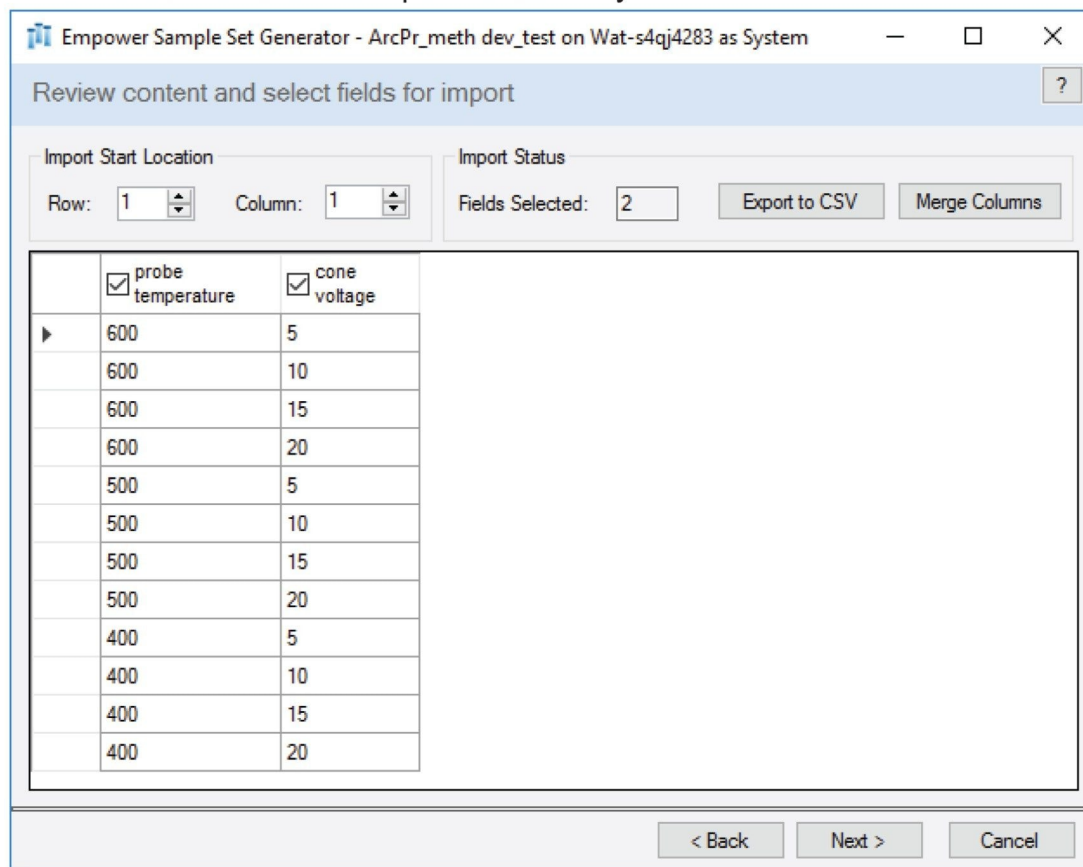 Empower Sample Set Generator - ArcPr_meth dev_test on Wat-s4qj4283 as System
Review content and select fields for import
?
Import Start Location
Import Status
Row: 1 Column: 1 Fields Selected: 2 Export to CSV Merge Columns
probe temperature cone voltage
600 5
600 10
600 15
600 20
500 5
500 10
500 15
500 20
400 5
400 10
400 15
400 20
< Back Next > Cancel